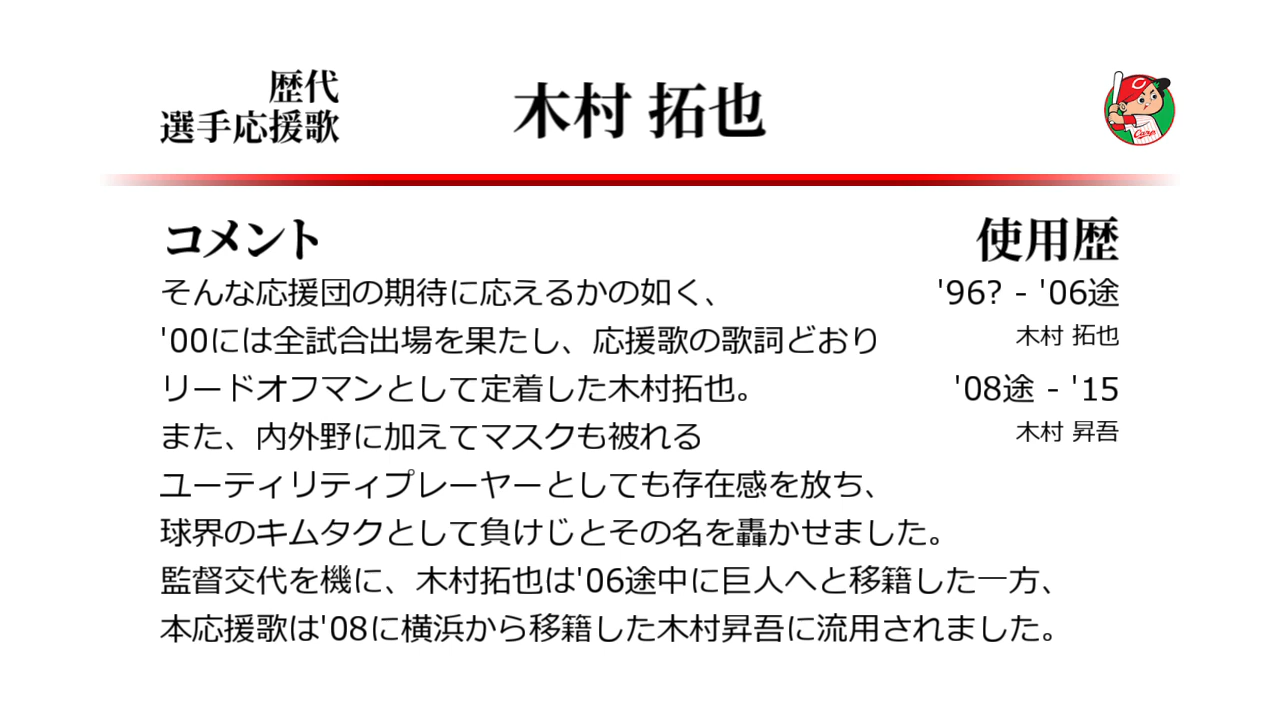 歴代
選手応援歌
木村 拓也
コメント
そんな応援団の期待に応えるかの如く、
'00には全試合出場を果たし、応援歌の歌詞どおり
リードオフマンとして定着した木村拓也。
また、内外野に加えてマスクも被れる
ユーティリティプレーヤーとしても存在感を放ち、
球界のキムタクとして負けじとその名を轟かせました。
監督交代を機に、木村拓也は'06途中に巨人へと移籍した一方、
本応援歌は'08に横浜から移籍した木村昇吾に流用されました。
使用歴
'96? - '06途
木村 拓也
'08途 - '15
木村 昇吾
C
Carp